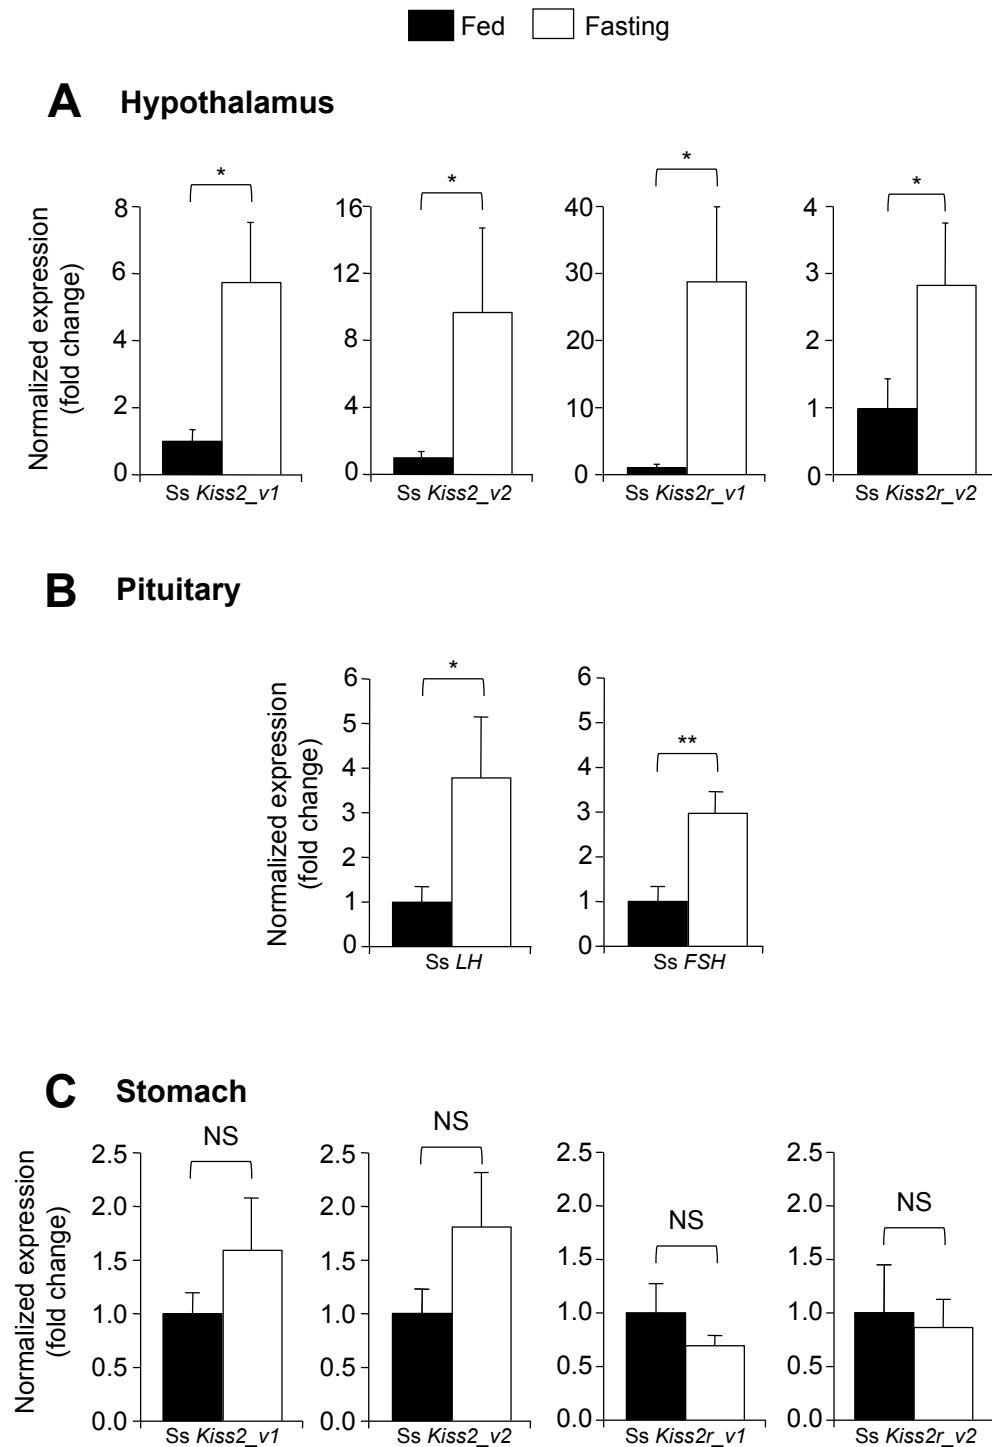 Fed Fasting
A Hypothalamus
* * * *
Normalized expression
(fold change)
8 16 40 4
6 12 30 3
4 8 20 2
2 4 10 1
0 0 0 0
Ss Kiss2_v1 Ss Kiss2_v2 Ss Kiss2r_v1 Ss Kiss2r_v2
B Pituitary
* **
Normalized expression
(fold change)
6 6
5 5
4 4
3 3
2 2
1 1
0 0
Ss LH Ss FSH
C Stomach
NS NS NS NS
Normalized expression
(fold change)
2.5 2.5 2.5 2.5
2.0 2.0 2.0 2.0
1.5 1.5 1.5 1.5
1.0 1.0 1.0 1.0
0.5 0.5 0.5 0.5
0.0 0.0 0.0 0.0
Ss Kiss2_v1 Ss Kiss2_v2 Ss Kiss2r_v1 Ss Kiss2r_v2